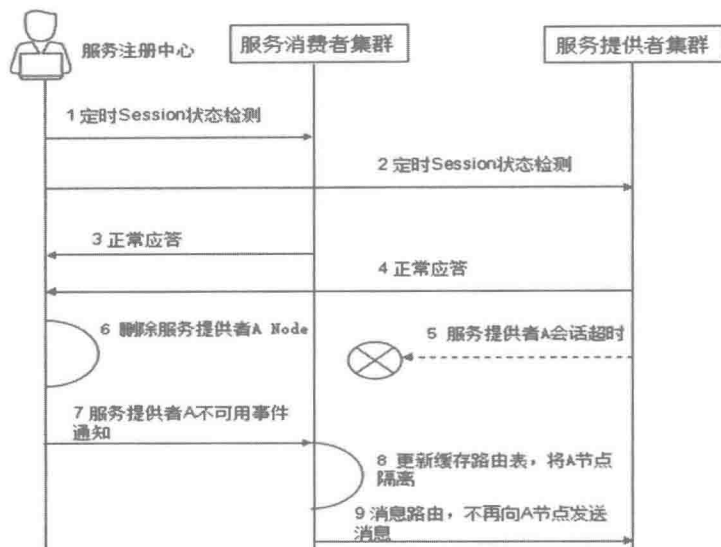 服务注册中心
服务消费者集群
服务提供者集群
1 定时Session状态检测
2 定时Session状态检测
3 正常应答
4 正常应答
5 服务提供者A会话超时
6 删除服务提供者A Node
7 服务提供者A不可用事件
通知
8 更新缓存路由表，将A节点
隔离
9 消息路由，不再向A节点发送
消息